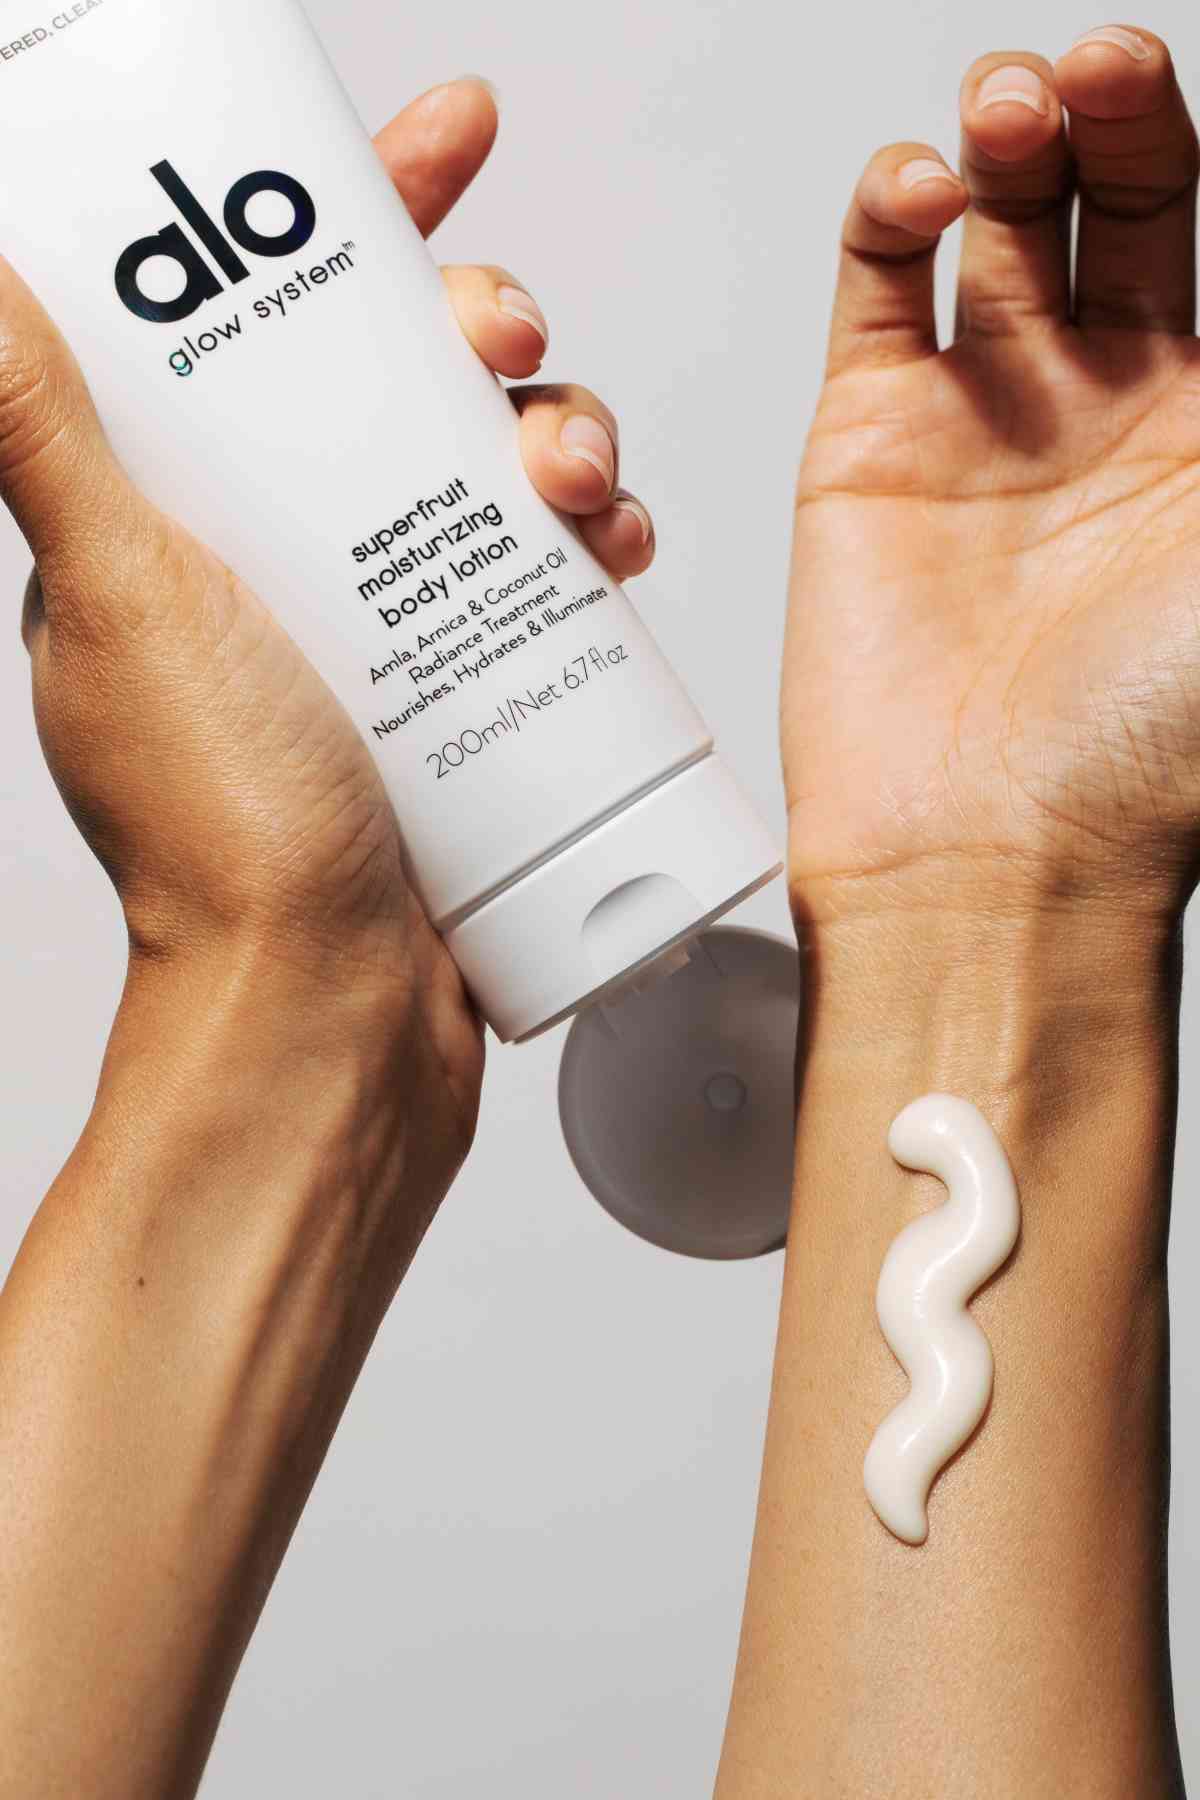 alo
glow system™
superfruit
moisturizing
body lotion
Amla, Arnica & Coconut Oil
Radiance Treatment
Nourishes, Hydrates & Illuminates
200ml/Net 6.7 fl oz